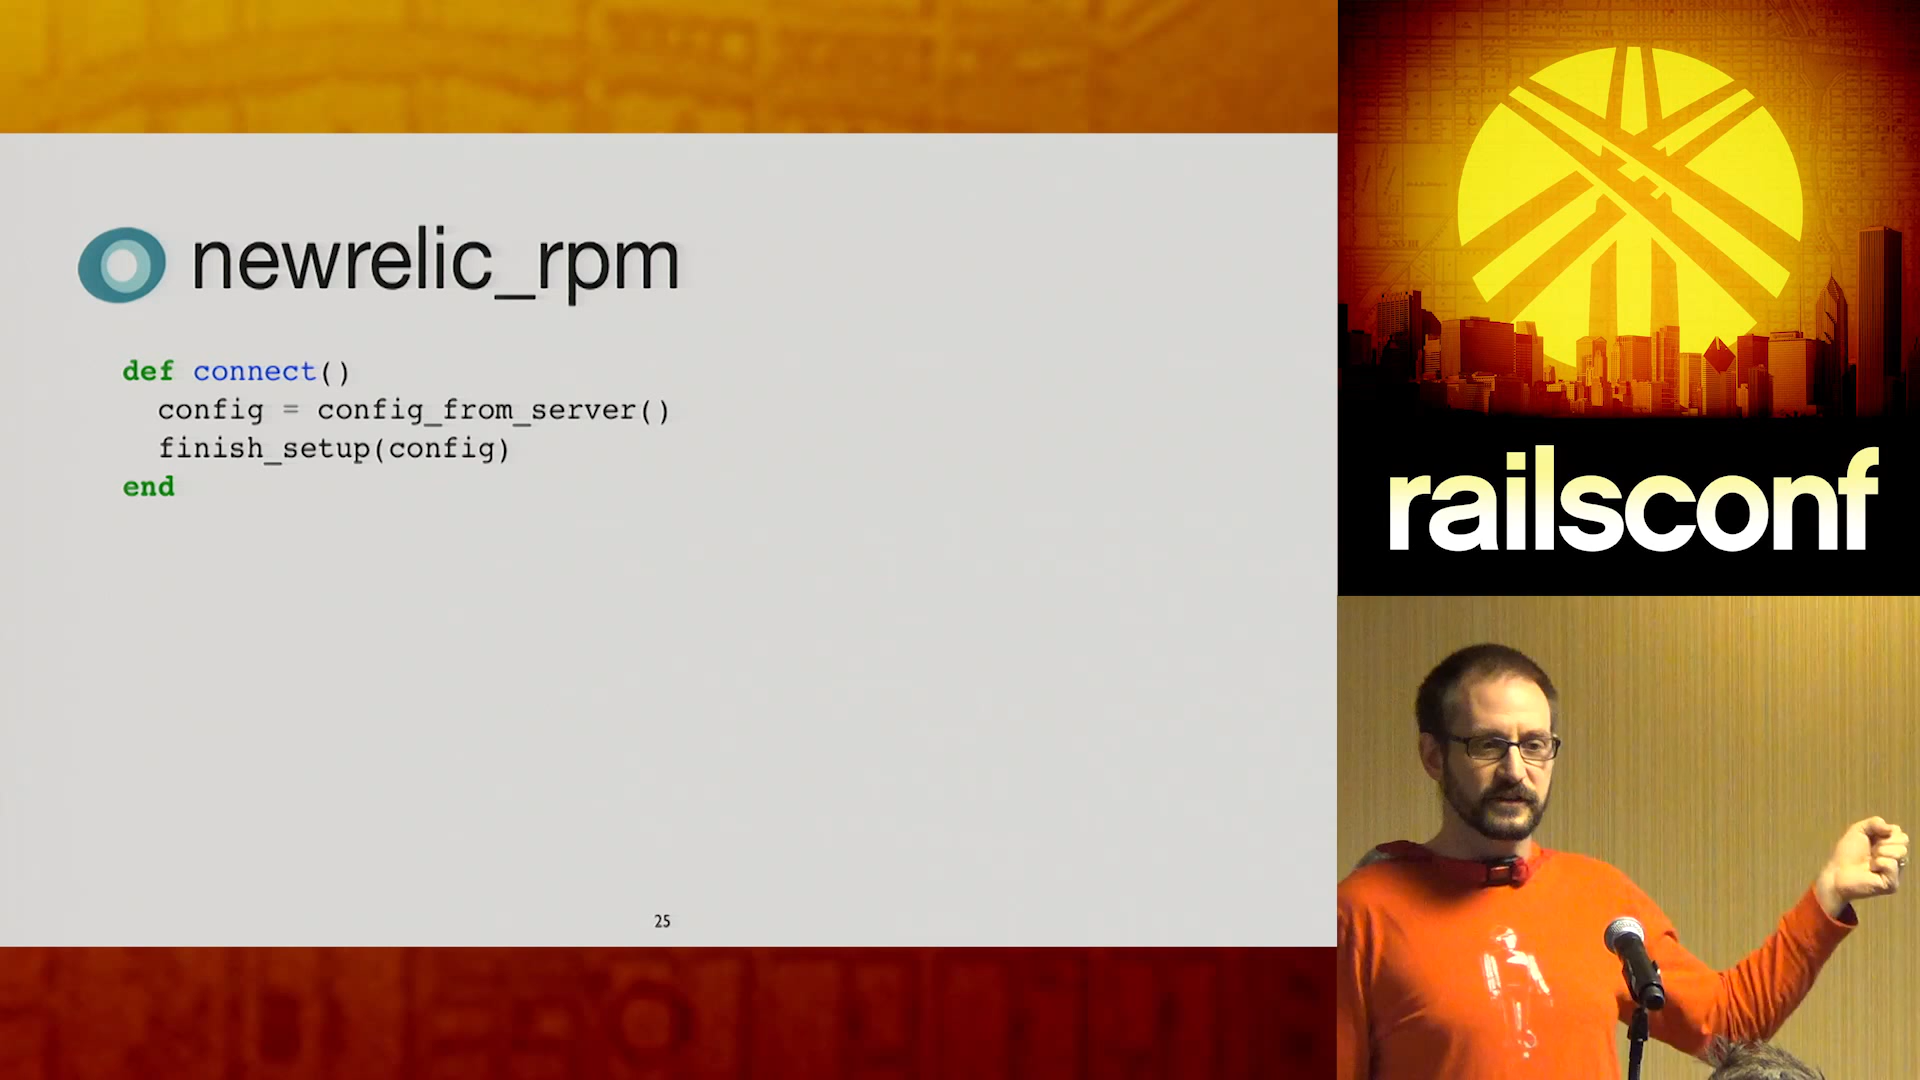 newrelic_rpm
def connect()
config = config_from_server()
finish_setup(config)
end
25
railsconf